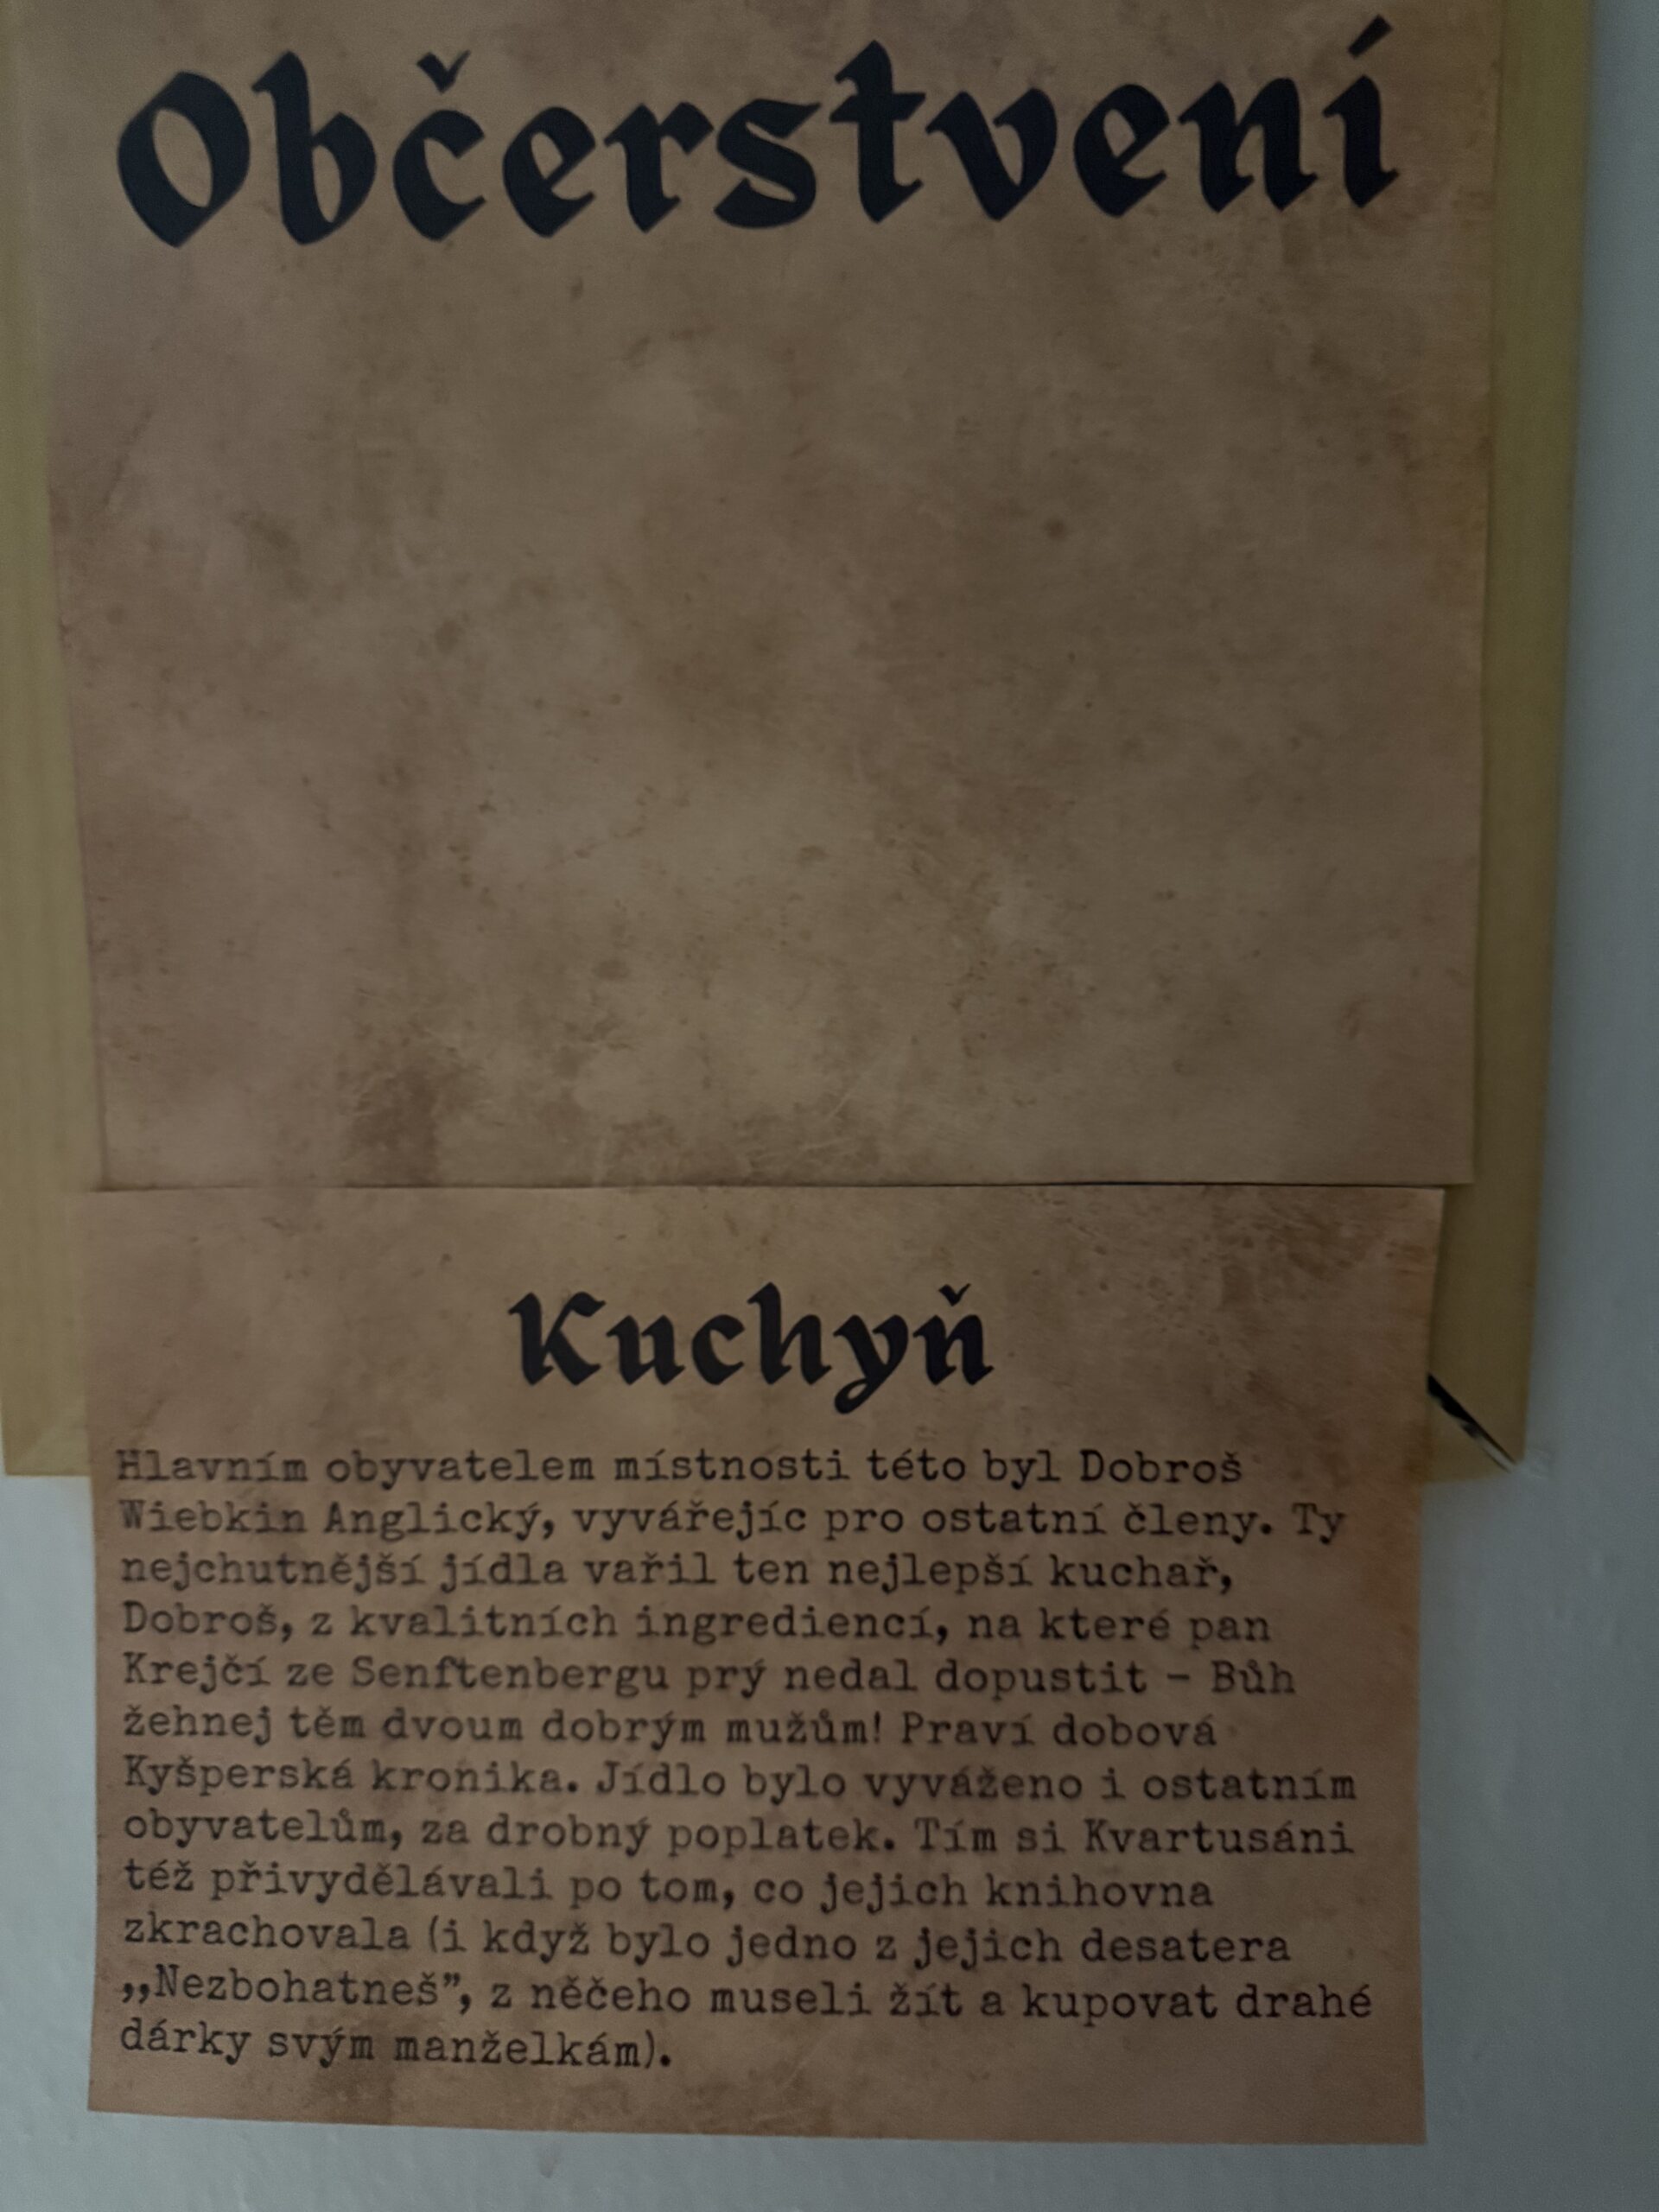 Občerstvení
Kuchyň
Hlavním obyvatelem místnosti této byl Dobroš
Wiebkin Anglický, vyvářejíc pro ostatní členy. Ty
nejchutnější jídla vařil ten nejlepší kuchař,
Dobroš, z kvalitních ingrediencí, na které pan
Krejčí ze Senftenbergu prý nedal dopustit - Bůh
žehnej těm dvoum dobrým mužům! Praví dobová
Kyšperská kronika. Jídlo bylo vyváženo i ostatním
obyvatelům, za drobný poplatek. Tím si Kvartusáni
též přivydělávali po tom, co jejich knihovna
zkrachovala (i když bylo jedno z jejich desatera
,,Nezbohatneš”, z něčeho museli žít a kupovat drahé
dárky svým manželkám).